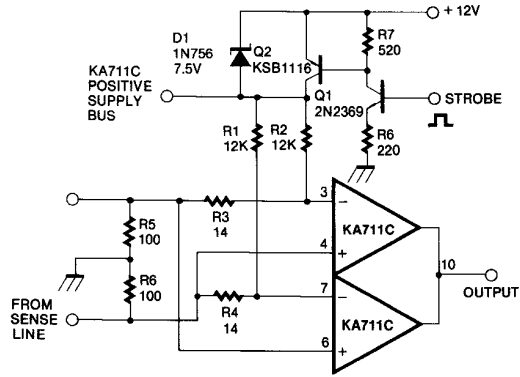 + 12V
D1
1N756
7.5V
Q2
KSB1116
R7
520
KA711C
POSITIVE
SUPPLY
BUS
Q1
2N2369
STROBE
R1
12K
R2
12K
R6
220
R3
14
3
−
KA711C
4
+
R5
100
R6
100
R4
14
7
−
KA711C
6
+
10
OUTPUT
FROM
SENSE
LINE